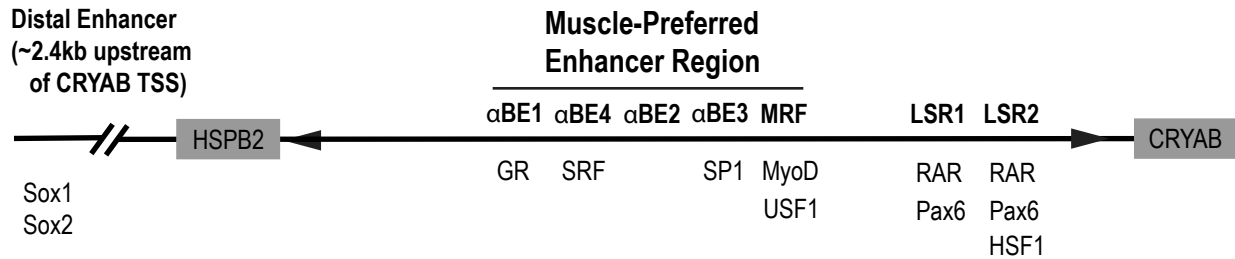 Distal Enhancer
(~2.4kb upstream
of CRYAB TSS)
Muscle-Preferred
Enhancer Region
αBE1 αBE4 αBE2 αBE3 MRF LSR1 LSR2
HSPB2 CRYAB
GR SRF SP1 MyoD RAR RAR
Sox1 USF1 Pax6 Pax6
Sox2 HSF1